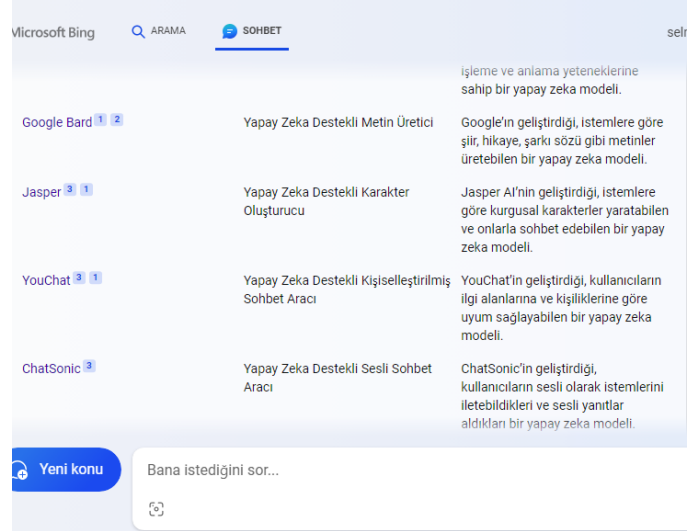 Microsoft Bing
ARAMA
SOHBET
işleme ve anlama yeteneklerine
sahip bir yapay zeka modeli.
Google Bard 1 2
Yapay Zeka Destekli Metin Üretici
Google'ın geliştirdiği, istemlere göre
şiir, hikaye, şarkı sözü gibi metinler
üretebilen bir yapay zeka modeli.
Jasper 3 1
Yapay Zeka Destekli Karakter
Oluşturucu
Jasper AI'nin geliştirdiği, istemlere
göre kurgusal karakterler yaratabilen
ve onlarla sohbet edebilen bir yapay
zeka modeli.
YouChat 3 1
Yapay Zeka Destekli Kişiselleştirilmiş
Sohbet Aracı
YouChat'in geliştirdiği, kullanıcıların
ilgi alanlarına ve kişiliklerine göre
uyum sağlayabilen bir yapay zeka
modeli.
ChatSonic 3
Yapay Zeka Destekli Sesli Sohbet
Aracı
ChatSonic'in geliştirdiği,
kullanıcıların sesli olarak istemlerini
iletebildikleri ve sesli yanıtlar
aldıkları bir yapay zeka modeli.
Yeni konu
Bana istediğini sor...